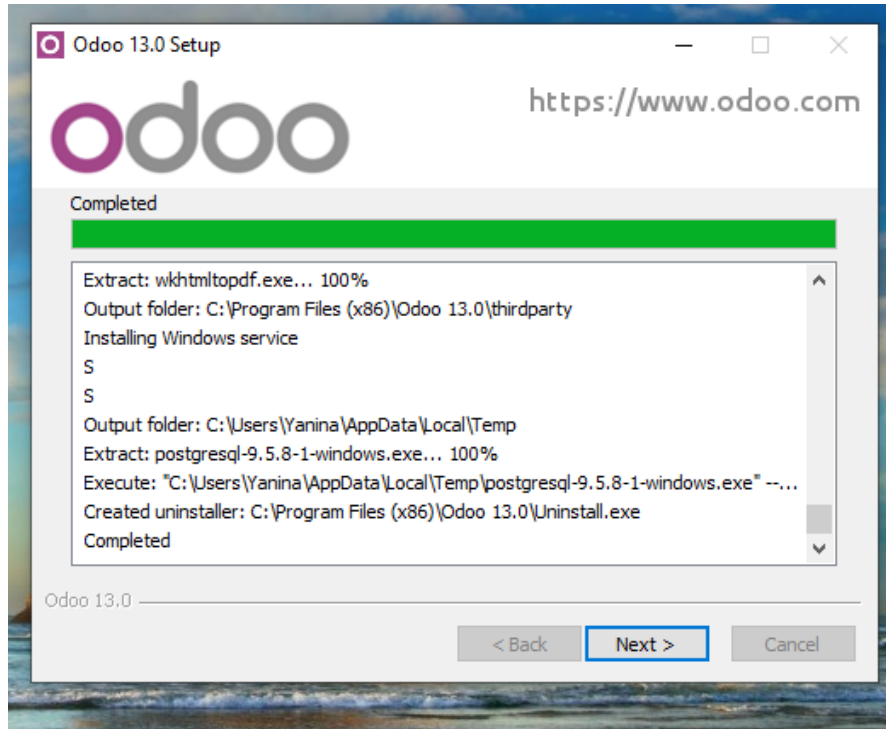 Odoo 13.0 Setup
odoo
https://www.odoo.com
Completed
Extract: wkhtmltopdf.exe... 100%
Output folder: C:\Program Files (x86)\Odoo 13.0\thirdparty
Installing Windows service
S
S
Output folder: C:\Users\Yanina\AppData\Local\Temp
Extract: postgresql-9.5.8-1-windows.exe... 100%
Execute: "C:\Users\Yanina\AppData\Local\Temp\postgresql-9.5.8-1-windows.exe" --...
Created uninstaller: C:\Program Files (x86)\Odoo 13.0\Uninstall.exe
Completed
Odoo 13.0
< Back Next > Cancel